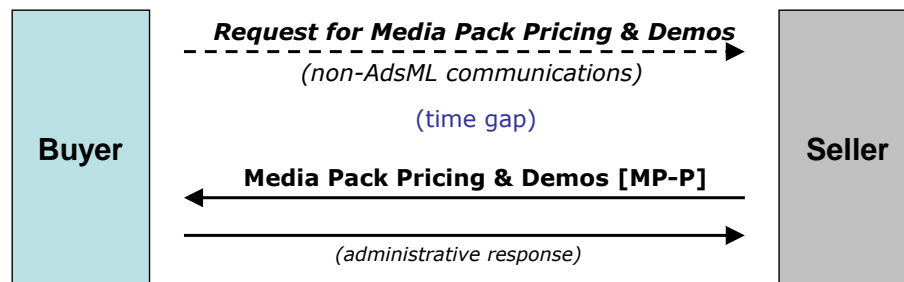 Request for Media Pack Pricing & Demos
(non-AdsML communications)
(time gap)
Buyer
Seller
Media Pack Pricing & Demos [MP-P]
(administrative response)